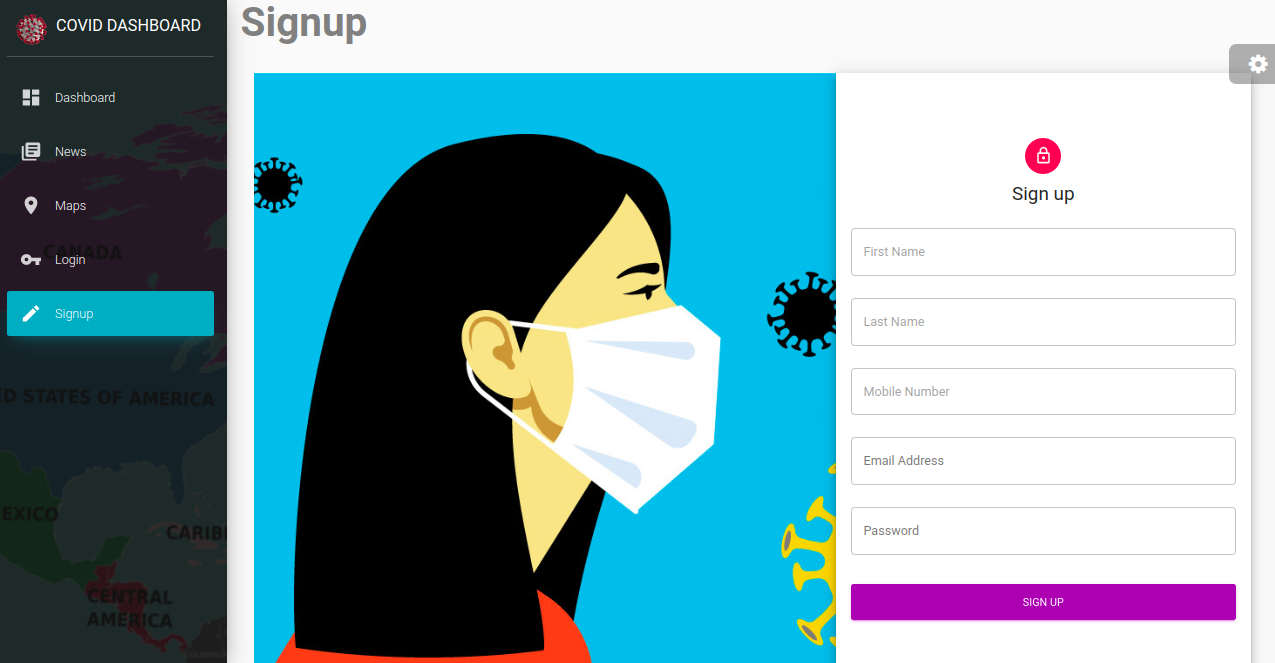 COVID DASHBOARD
Dashboard
News
Maps
CANADA
Login
Signup
D STATES OF AMERICA
EXICO
CARIB
CENTRAL
AMERICA
Signup
Sign up
First Name
Last Name
Mobile Number
Email Address
Password
SIGN UP